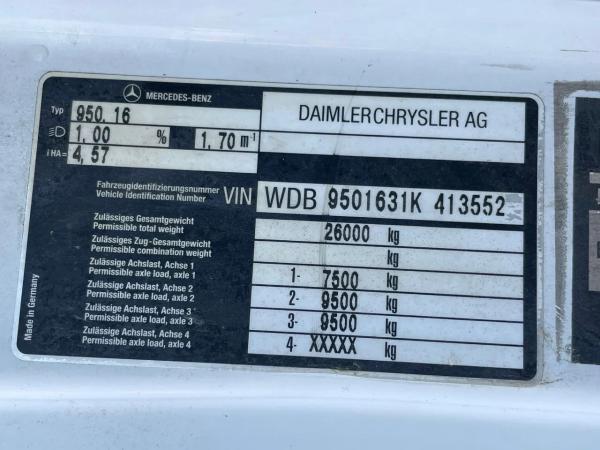 MERCEDES-BENZ
Typ 950.16
1,00 % 1,70 m⁻¹
i HA= 4,57
DAIMLERCHRYSLER AG
Fahrzeugidentifizierungsnummer
Vehicle Identification Number
VIN WDB 9501631K 413552
Zulässiges Gesamtgewicht
Permissible total weight
26000 kg
Zulässiges Zug-Gesamtgewicht
Permissible combination weight
kg
Zulässige Achslast, Achse 1
Permissible axle load, axle 1
1- 7500 kg
Zulässige Achslast, Achse 2
Permissible axle load, axle 2
2- 9500 kg
Zulässige Achslast, Achse 3
Permissible axle load, axle 3
3- 9500 kg
Zulässige Achslast, Achse 4
Permissible axle load, axle 4
4- XXXXX kg
Made in Germany